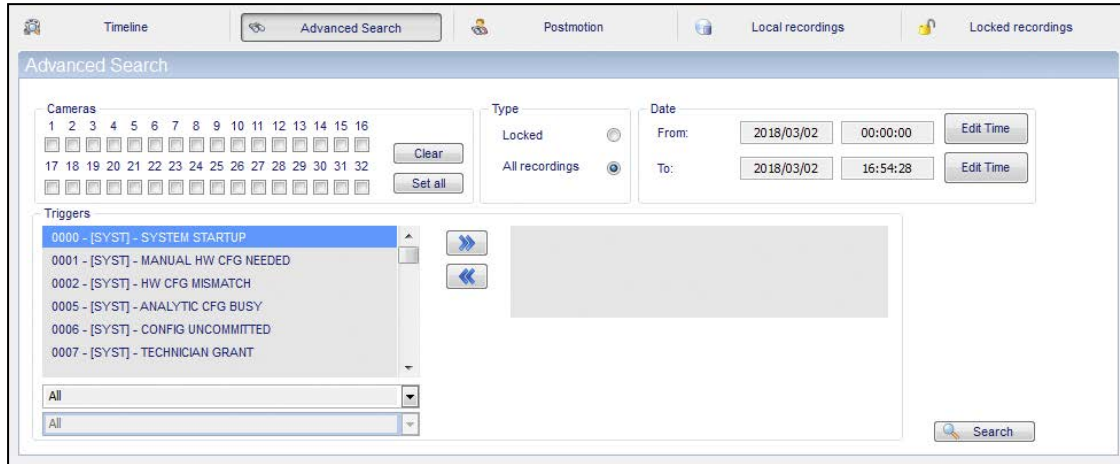 Timeline Advanced Search Postmotion Local recordings Locked recordings
Advanced Search
Cameras
1 2 3 4 5 6 7 8 9 10 11 12 13 14 15 16
17 18 19 20 21 22 23 24 25 26 27 28 29 30 31 32
Clear
Set all
Type
Locked
All recordings
Date
From: 2018/03/02 00:00:00 Edit Time
To: 2018/03/02 16:54:28 Edit Time
Triggers
0000 - [SYST] - SYSTEM STARTUP
0001 - [SYST] - MANUAL HW CFG NEEDED
0002 - [SYST] - HW CFG MISMATCH
0005 - [SYST] - ANALYTIC CFG BUSY
0006 - [SYST] - CONFIG UNCOMMITTED
0007 - [SYST] - TECHNICIAN GRANT
All
All
Search